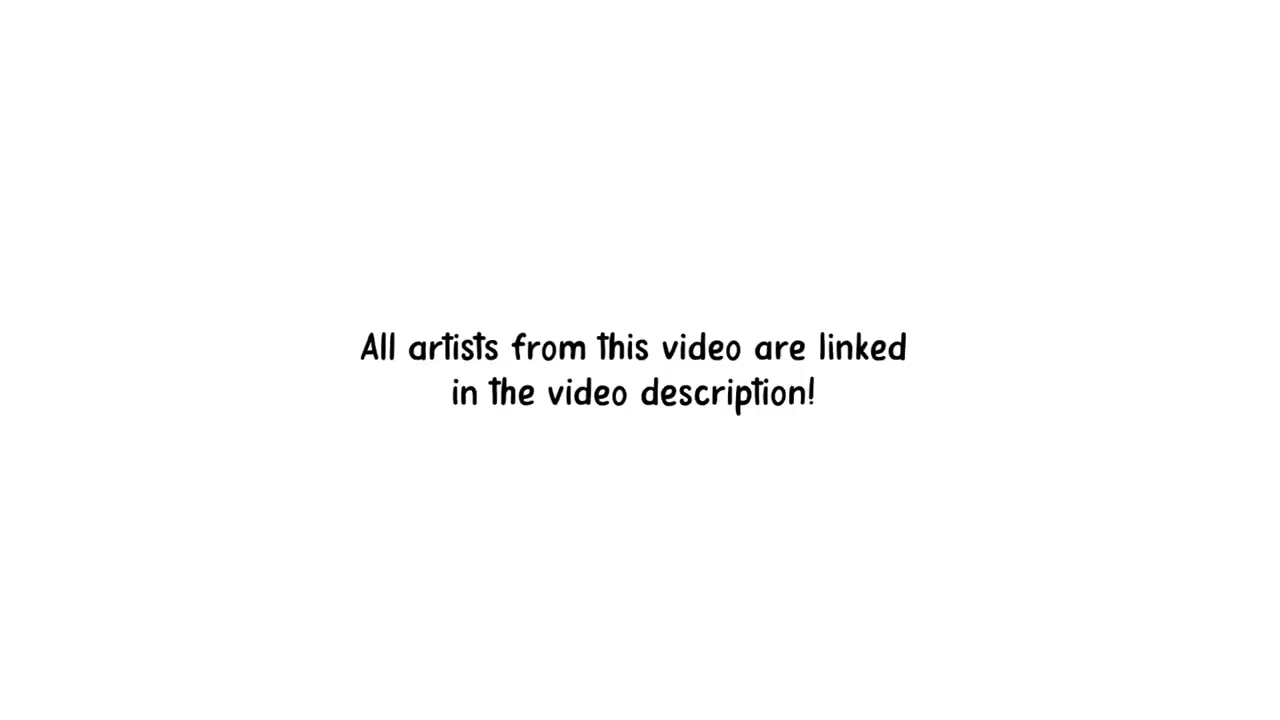 All artists from this video are linked
in the video description!